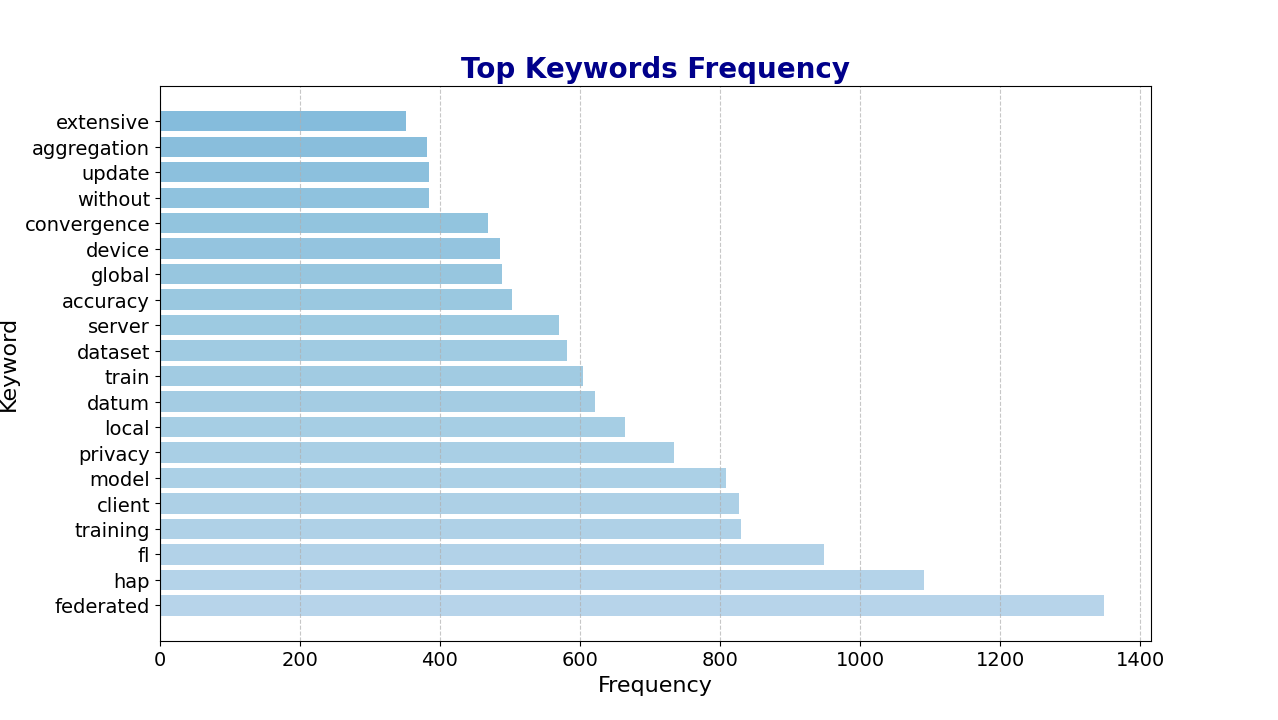 Top Keywords Frequency
extensive
aggregation
update
without
convergence
device
global
accuracy
server
dataset
train
datum
local
privacy
model
client
training
fl
hap
federated
Keyword
0 200 400 600 800 1000 1200 1400
Frequency